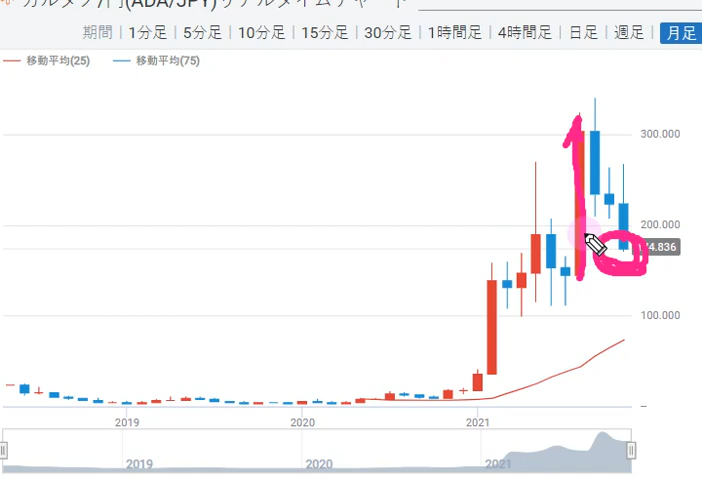 (ADA/JPY)リアルタイムチャート
期間 | 1分足 | 5分足 | 10分足 | 15分足 | 30分足 | 1時間足 | 4時間足 | 日足 | 週足 | 月足
移動平均(25) 移動平均(75)
300.000
200.000
4.836
100.000
2019 2020 2021
2019 2020 2021